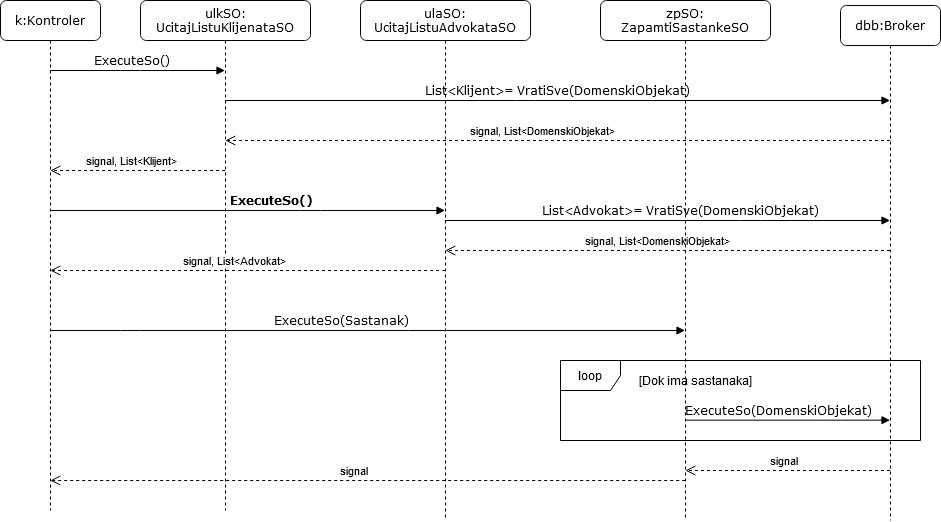 k:Kontroler
ulkSO:
UcitajListuKlijenataSO
ulaSO:
UcitajListuAdvokataSO
zpSO:
ZapamtiSastankeSO
dbb:Broker
ExecuteSo()
List<Klijent>= VratiSve(DomenskiObjekat)
signal, List<DomenskiObjekat>
signal, List<Klijent>
ExecuteSo()
List<Advokat>= VratiSve(DomenskiObjekat)
signal, List<DomenskiObjekat>
signal, List<Advokat>
ExecuteSo(Sastanak)
loop
[Dok ima sastanaka]
ExecuteSo(DomenskiObjekat)
signal
signal